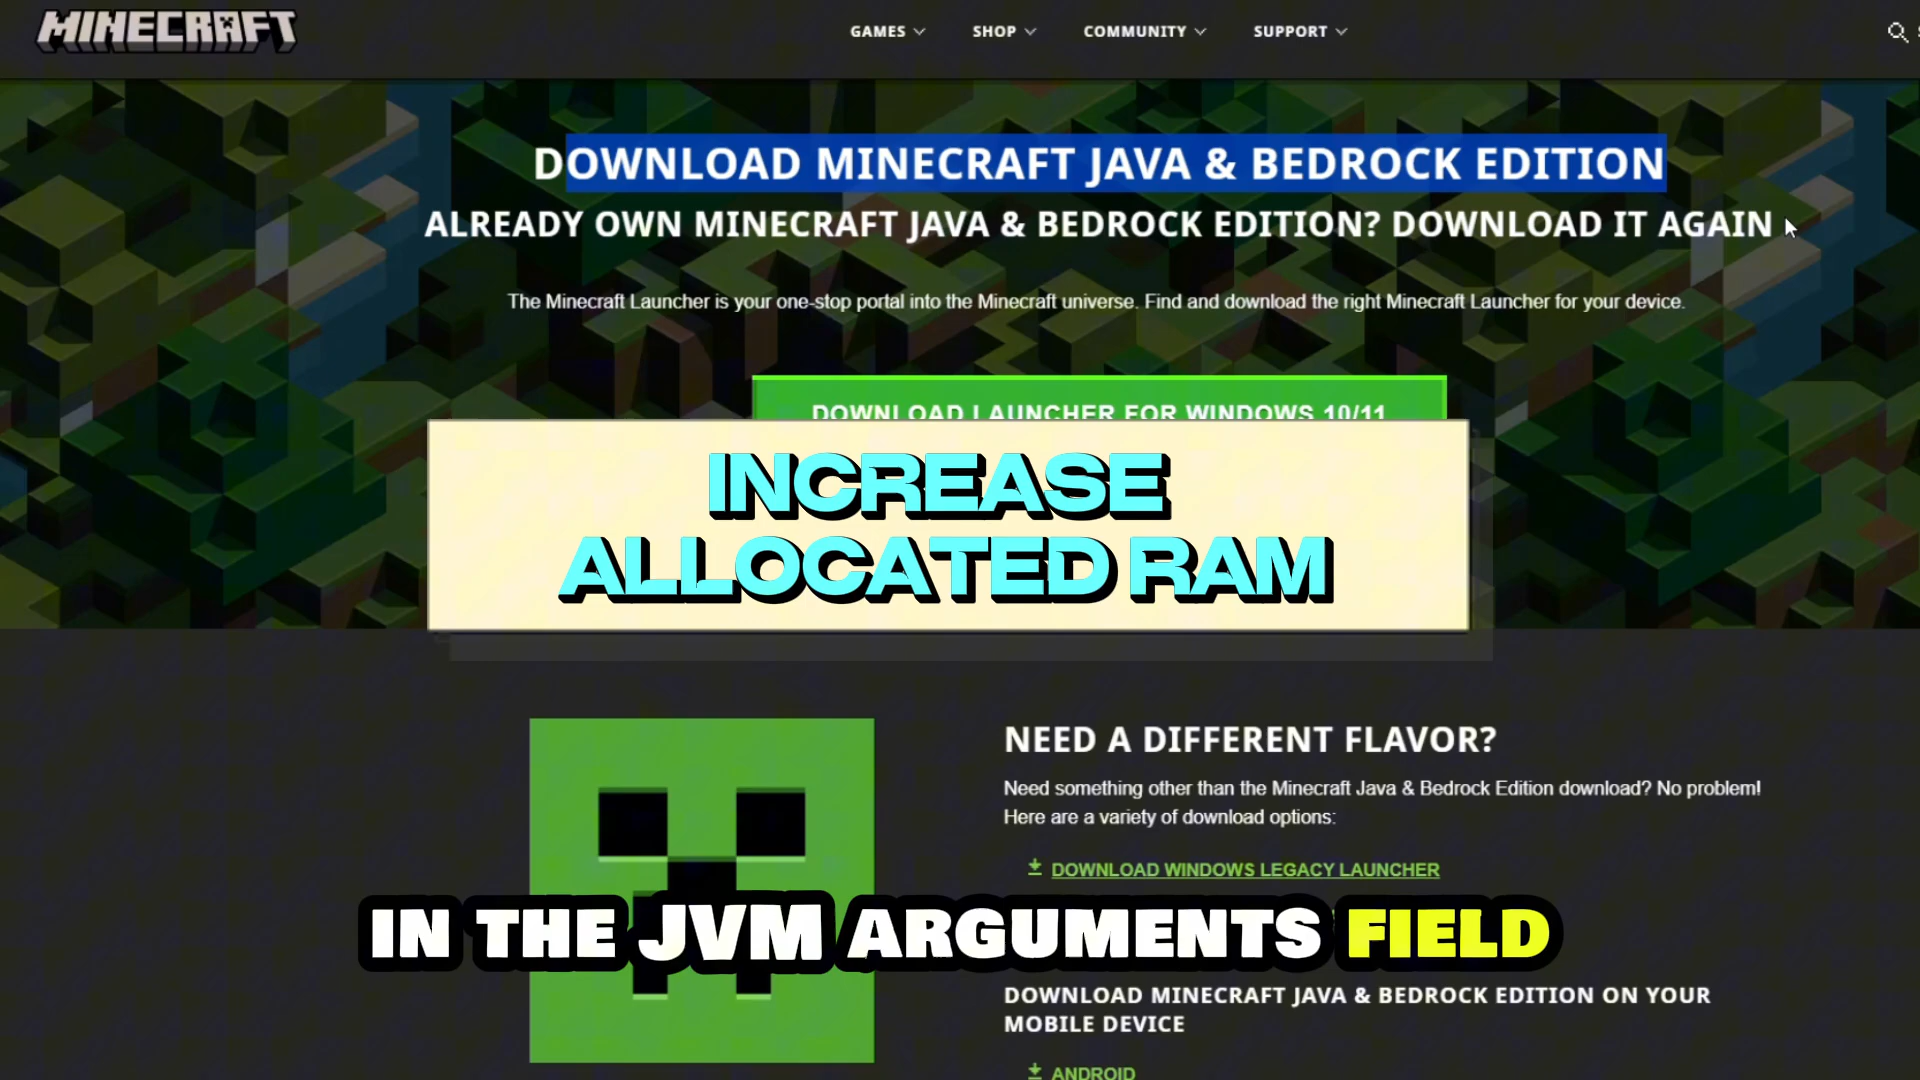 MINECRAFT
GAMES SHOP COMMUNITY SUPPORT
DOWNLOAD MINECRAFT JAVA & BEDROCK EDITION
ALREADY OWN MINECRAFT JAVA & BEDROCK EDITION? DOWNLOAD IT AGAIN
The Minecraft Launcher is your one-stop portal into the Minecraft universe. Find and download the right Minecraft Launcher for your device.
DOWNLOAD LAUNCHER FOR WINDOWS 10/11
INCREASE
ALLOCATED RAM
NEED A DIFFERENT FLAVOR?
Need something other than the Minecraft Java & Bedrock Edition download? No problem!
Here are a variety of download options:
DOWNLOAD WINDOWS LEGACY LAUNCHER
IN THE JVM ARGUMENTS FIELD
DOWNLOAD MINECRAFT JAVA & BEDROCK EDITION ON YOUR
MOBILE DEVICE
ANDROID